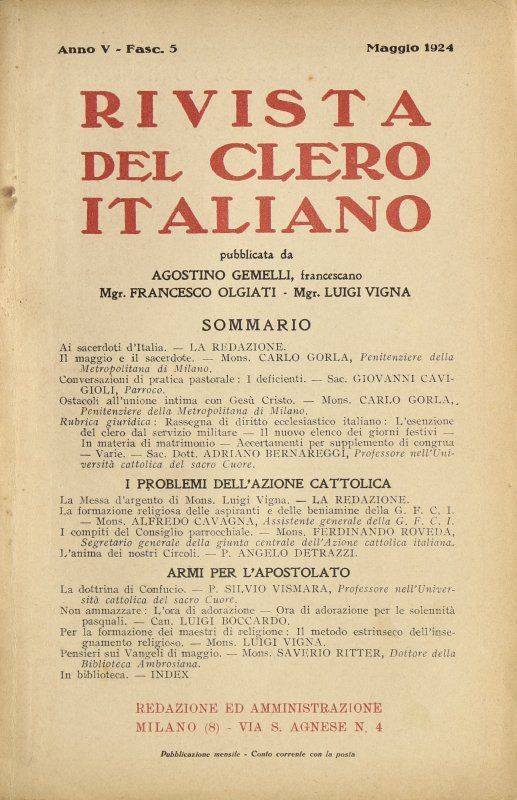 Anno V - Fasc. 5
Maggio 1924
RIVISTA
DEL CLERO
ITALIANO
pubblicata da
AGOSTINO GEMELLI, francescano
Mgr. FRANCESCO OLGIATI - Mgr. LUIGI VIGNA
SOMMARIO
Ai sacerdoti d'Italia. — LA REDAZIONE.
Il maggio e il sacerdote. — Mons. CARLO GORLA, Penitenziere della
Metropolitana di Milano.
Conversazioni di pratica pastorale : I deficienti. — Sac. GIOVANNI CAVI-
GIOLI, Parroco.
Ostacoli all'unione intima con Gesù Cristo. — Mons. CARLO GORLA,
Penitenziere della Metropolitana di Milano.
Rubrica giuridica : Rassegna di diritto ecclesiastico italiano : L'esenzione
del clero dal servizio militare — Il nuovo elenco dei giorni festivi —
In materia di matrimonio — Accertamenti per supplemento di congrua
— Varie. — Sac. Dott. ADRIANO BERNAREGGI, Professore nell'Uni-
versità cattolica del sacro Cuore.
I PROBLEMI DELL'AZIONE CATTOLICA
La Messa d'argento di Mons. Luigi Vigna. — LA REDAZIONE.
La formazione religiosa delle aspiranti e delle beniamine della G. F. C. I.
— Mons. ALFREDO CAVAGNA, Assistente generale della G. F. C. I.
I compiti del Consiglio parrocchiale. — Mons. FERDINANDO ROVEDA,
Segretario generale della giunta centrale dell'Azione cattolica italiana.
L'anima dei nostri Circoli. — P. ANGELO DETRAZZI.
ARMI PER L'APOSTOLATO
La dottrina di Confucio. — P. SILVIO VISMARA, Professore nell'Univer-
sità cattolica del sacro Cuore.
Non ammazzare : L'ora di adorazione — Ora di adorazione per le solennità
pasquali. — Can. LUIGI BOCCARDO.
Per la formazione dei maestri di religione : Il metodo estrinseco dell'inse-
gnamento religioso. — Mons. LUIGI VIGNA.
Pensieri sui Vangeli di maggio. — Mons. SAVERIO RITTER, Dottore della
Biblioteca Ambrosiana.
In biblioteca. — INDEX
REDAZIONE ED AMMINISTRAZIONE
MILANO (8) - VIA S. AGNESE N. 4
Pubblicazione mensile - Conto corrente con la posta